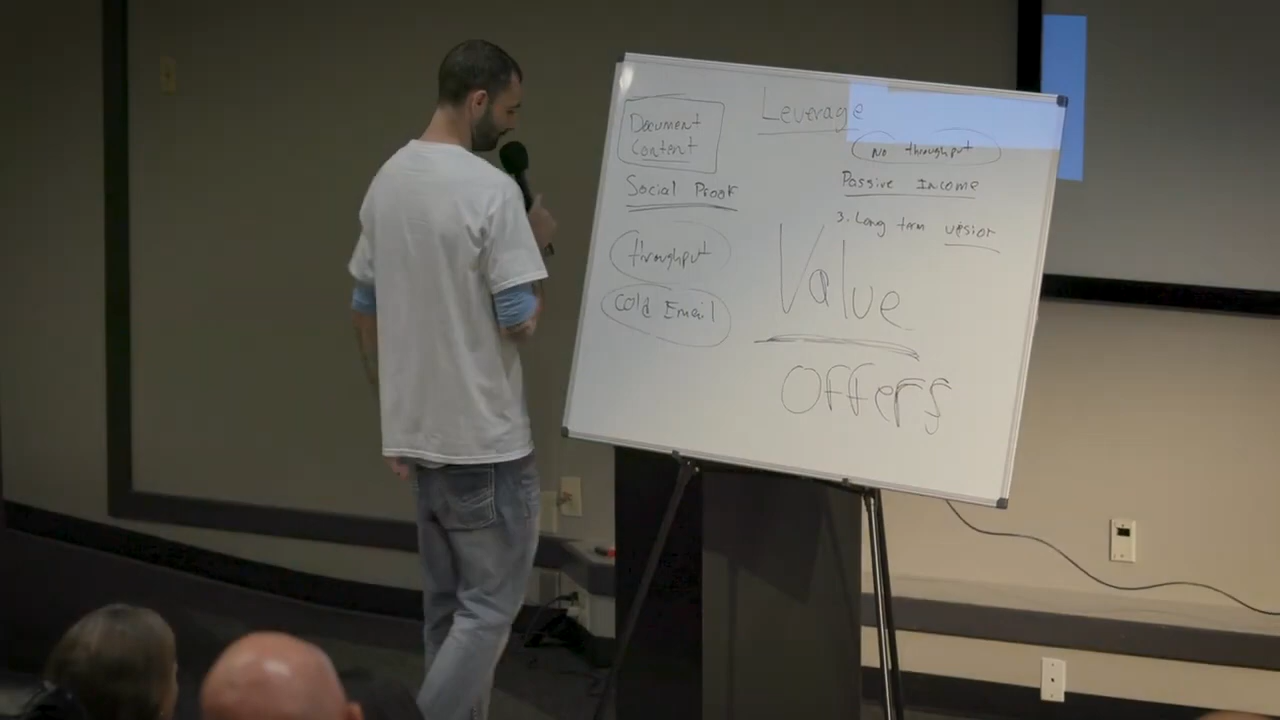 Document
Content
Social Proof
throughput
Cold Email
Leverage
No throughput
Passive Income
3. Long term vision
Value
Offers